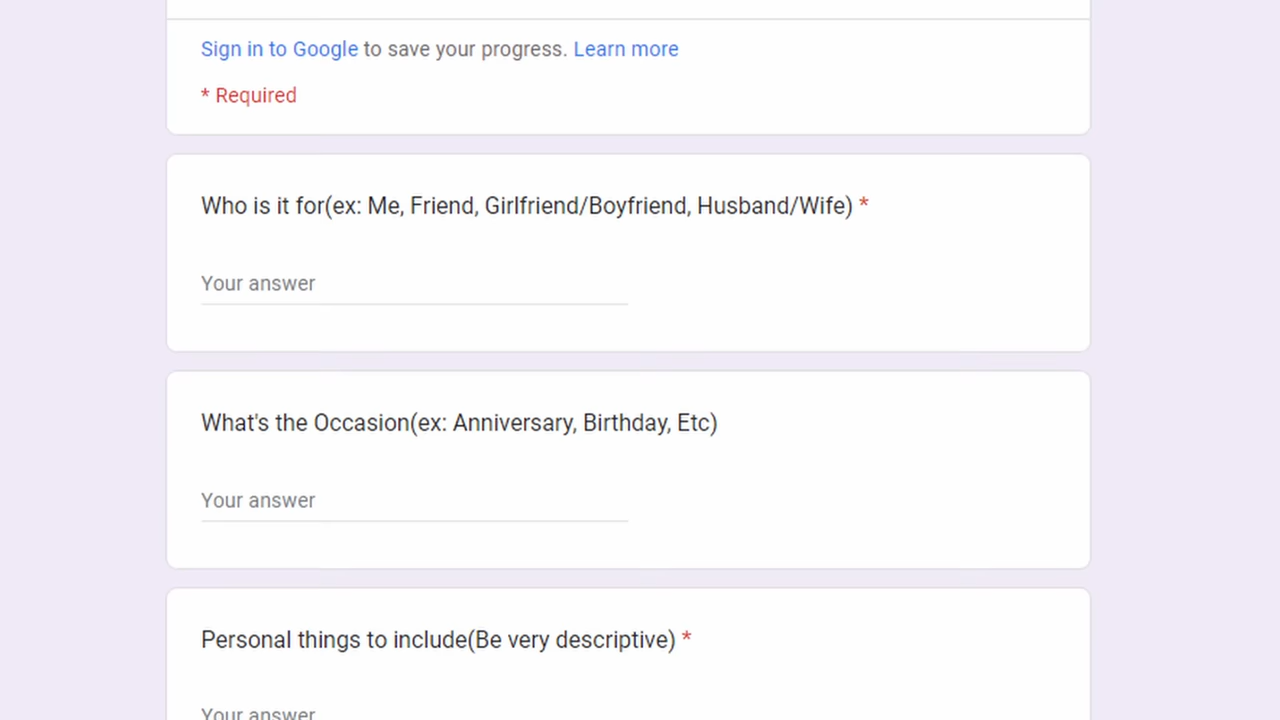 Sign in to Google to save your progress. Learn more
* Required
Who is it for(ex: Me, Friend, Girlfriend/Boyfriend, Husband/Wife) *
Your answer
What's the Occasion(ex: Anniversary, Birthday, Etc)
Your answer
Personal things to include(Be very descriptive) *
Your answer